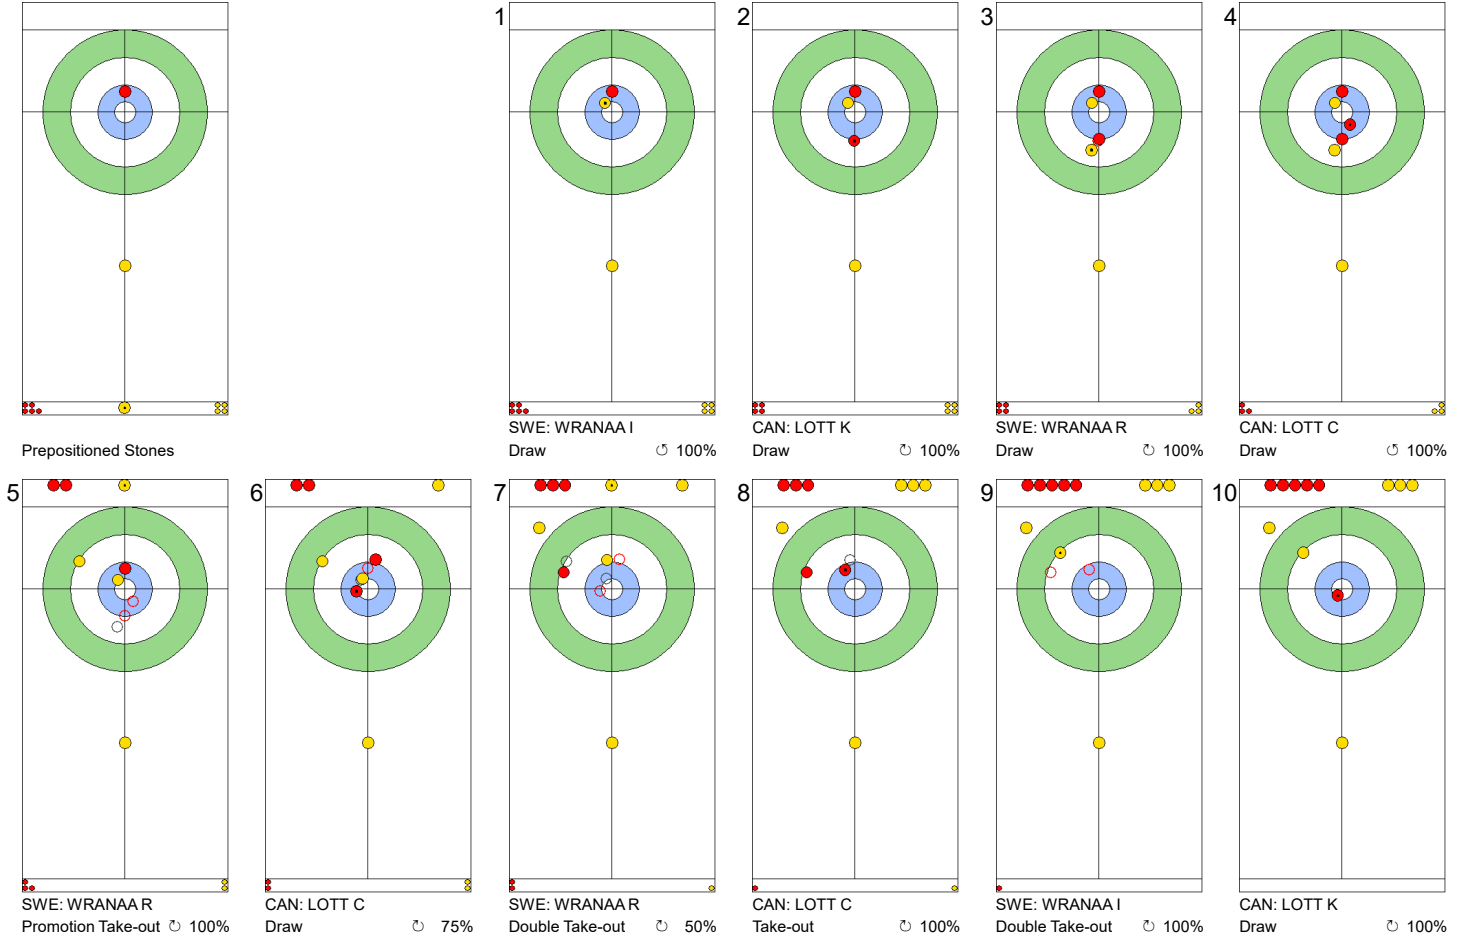 1
2
3
4
Prepositioned Stones
SWE: WRANAA I
Draw ↺ 100%
CAN: LOTT K
Draw ↻ 100%
SWE: WRANAA R
Draw ↻ 100%
CAN: LOTT C
Draw ↻ 100%
5
6
7
8
9
10
SWE: WRANAA R
Promotion Take-out ↻ 100%
CAN: LOTT C
Draw ↻ 75%
SWE: WRANAA R
Double Take-out ↻ 50%
CAN: LOTT C
Take-out ↻ 100%
SWE: WRANAA I
Double Take-out ↻ 100%
CAN: LOTT K
Draw ↻ 100%